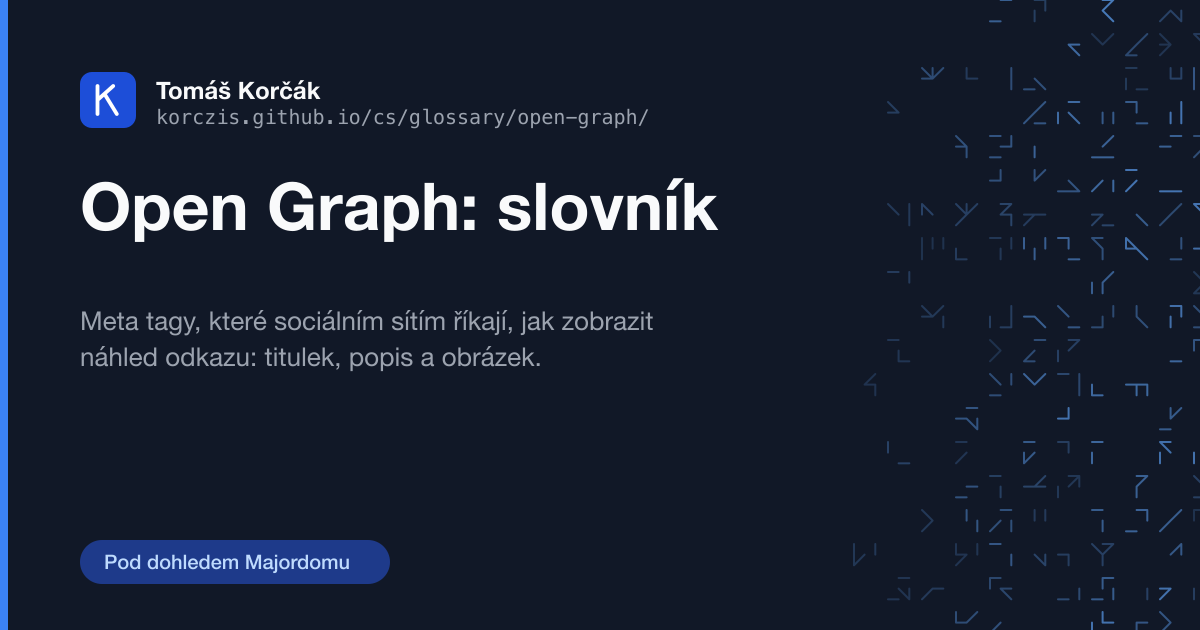 K
Tomáš Korčák
korczis.github.io/cs/glossary/open-graph/
Open Graph: slovník
Meta tagy, které sociálním sítím říkají, jak zobrazit
náhled odkazu: titulek, popis a obrázek.
Pod dohledem Majordomu